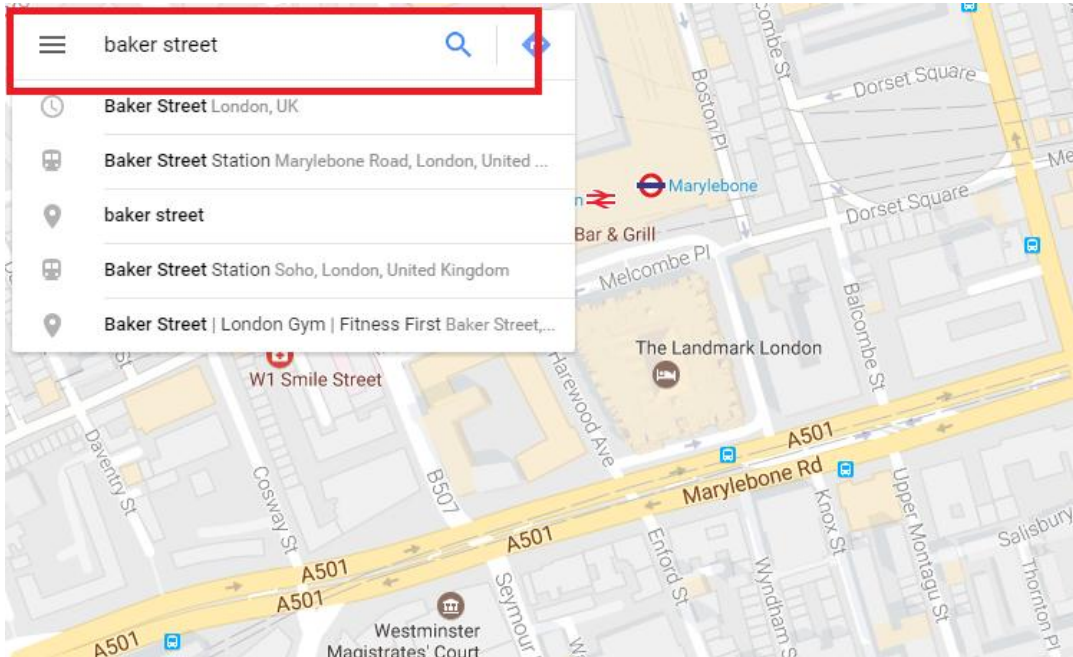 baker street
Baker Street London, UK
Baker Street Station Marylebone Road, London, United ...
baker street
Baker Street Station Soho, London, United Kingdom
Baker Street | London Gym | Fitness First Baker Street,...
combe St
Boston Pl
Dorset Square
Marylebone
Dorset Square
Bar & Grill
Melcombe Pl
Balcombe St
The Landmark London
W1 Smile Street
Harewood Ave
A501
Marylebone Rd
Daventry St
Cosway St
B507
Knox St
Upper Montagu St
Salisbury
A501
Enford St
A501
Wyndham S
Thornton Pl
A501
Seymour
Westminster
Magistrates' Court
A501